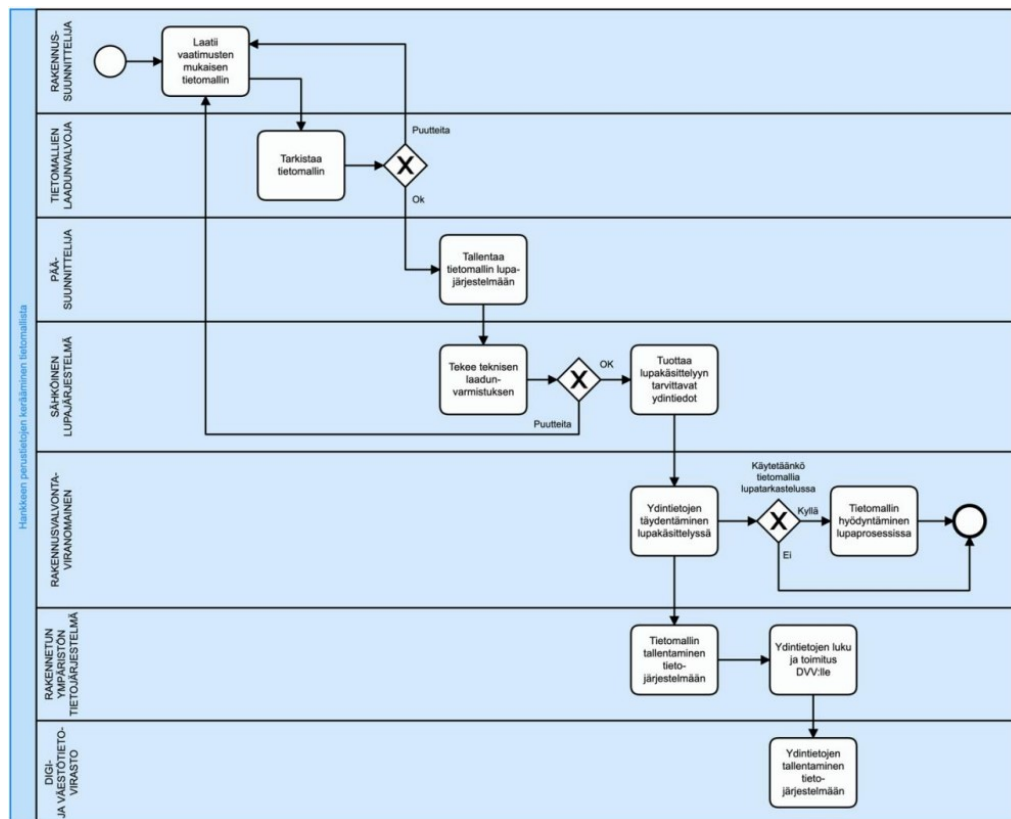 Hankkeen perustietojen kerääminen tietomallista
RAKENNUS-
SUUNNITTELIJA
Laatii
vaatimusten
mukaisen
tietomallin
TIETOMALLIEN
LAADUNVALVOJA
Tarkistaa
tietomallin
Puutteita
X
Ok
PÄÄ-
SUUNNITTELIJA
Tallentaa
tietomallin lupa-
järjestelmään
SÄHKÖINEN
LUPAJÄRJESTELMÄ
Tekee teknisen
laadun-
varmistuksen
X
OK
Puutteita
Tuottaa
lupakäsittelyyn
tarvittavat
ydintiedot
RAKENNUSVALVONTA-
VIRANOMAINEN
Ydintietojen
täydentäminen
lupakäsittelyssä
Käytetäänkö
tietomallia
lupatarkastelussa
X
Kyllä
Ei
Tietomallin
hyödyntäminen
lupaprosessissa
RAKENNETUN
YMPÄRISTÖN
TIETOJÄRJESTELMÄ
Tietomallin
tallentaminen
tieto-
järjestelmään
Ydintietojen luku
ja toimitus
DVV:lle
DIGI-
JA VÄESTÖTIETO-
VIRASTO
Ydintietojen
tallentaminen
tieto-
järjestelmään